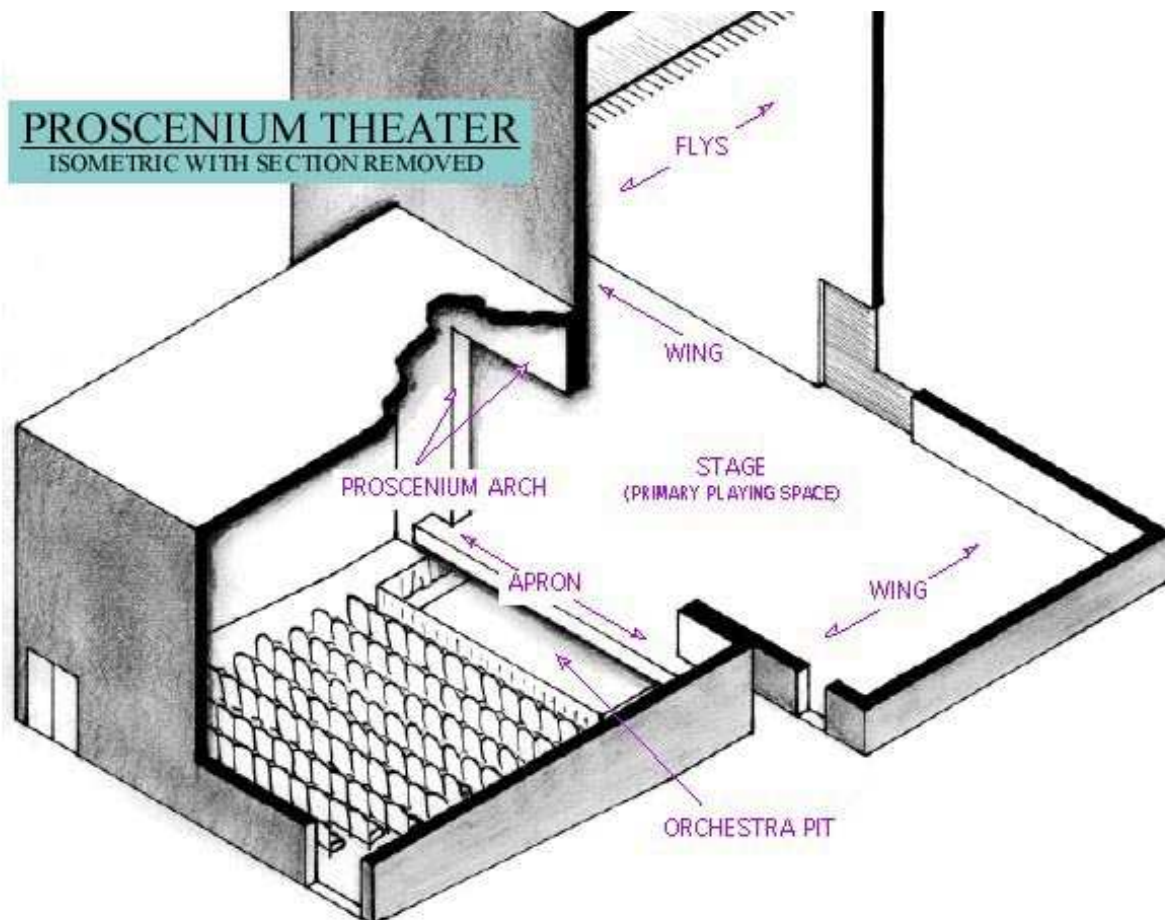 PROSCENIUM THEATER
ISOMETRIC WITH SECTION REMOVED
FLYS
WING
PROSCENIUM ARCH
STAGE
(PRIMARY PLAYING SPACE)
APRON
WING
ORCHESTRA PIT